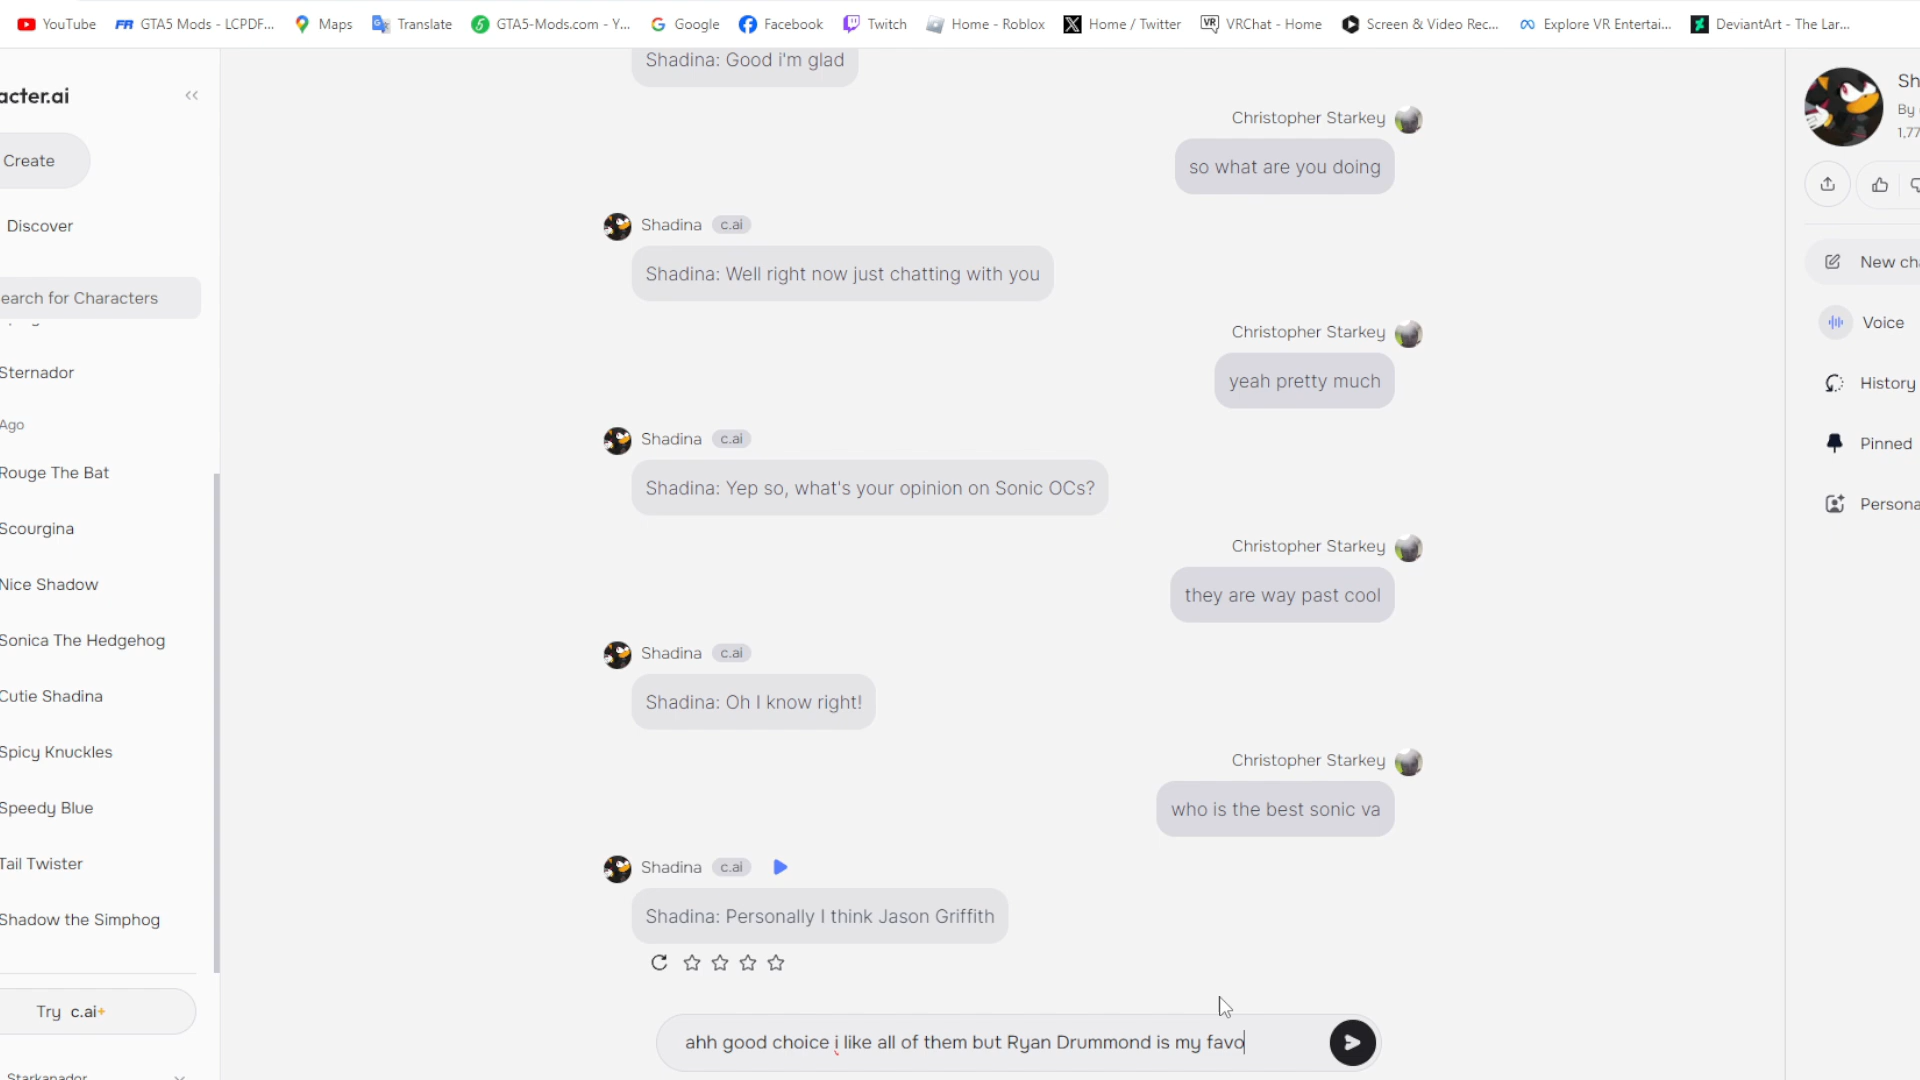 YouTube
GTA5 Mods - LCPDF...
Maps
Translate
GTA5-Mods.com - Y...
Google
Facebook
Twitch
Home - Roblox
Home / Twitter
VRChat - Home
Screen & Video Rec...
Explore VR Entertai...
DeviantArt - The Lar...
acter.ai
Create
Discover
earch for Characters
Sternador
Ago
Rouge The Bat
Scourgina
Nice Shadow
Sonica The Hedgehog
Cutie Shadina
Spicy Knuckles
Speedy Blue
Tail Twister
Shadow the Simphog
Try c.ai+
Starkanador
Shadina: Good i'm glad
Christopher Starkey
so what are you doing
Shadina c.ai
Shadina: Well right now just chatting with you
Christopher Starkey
yeah pretty much
Shadina c.ai
Shadina: Yep so, what's your opinion on Sonic OCs?
Christopher Starkey
they are way past cool
Shadina c.ai
Shadina: Oh I know right!
Christopher Starkey
who is the best sonic va
Shadina c.ai
Shadina: Personally I think Jason Griffith
ahh good choice i like all of them but Ryan Drummond is my favo
Sh
By
1,77
New cha
Voice
History
Pinned
Persona